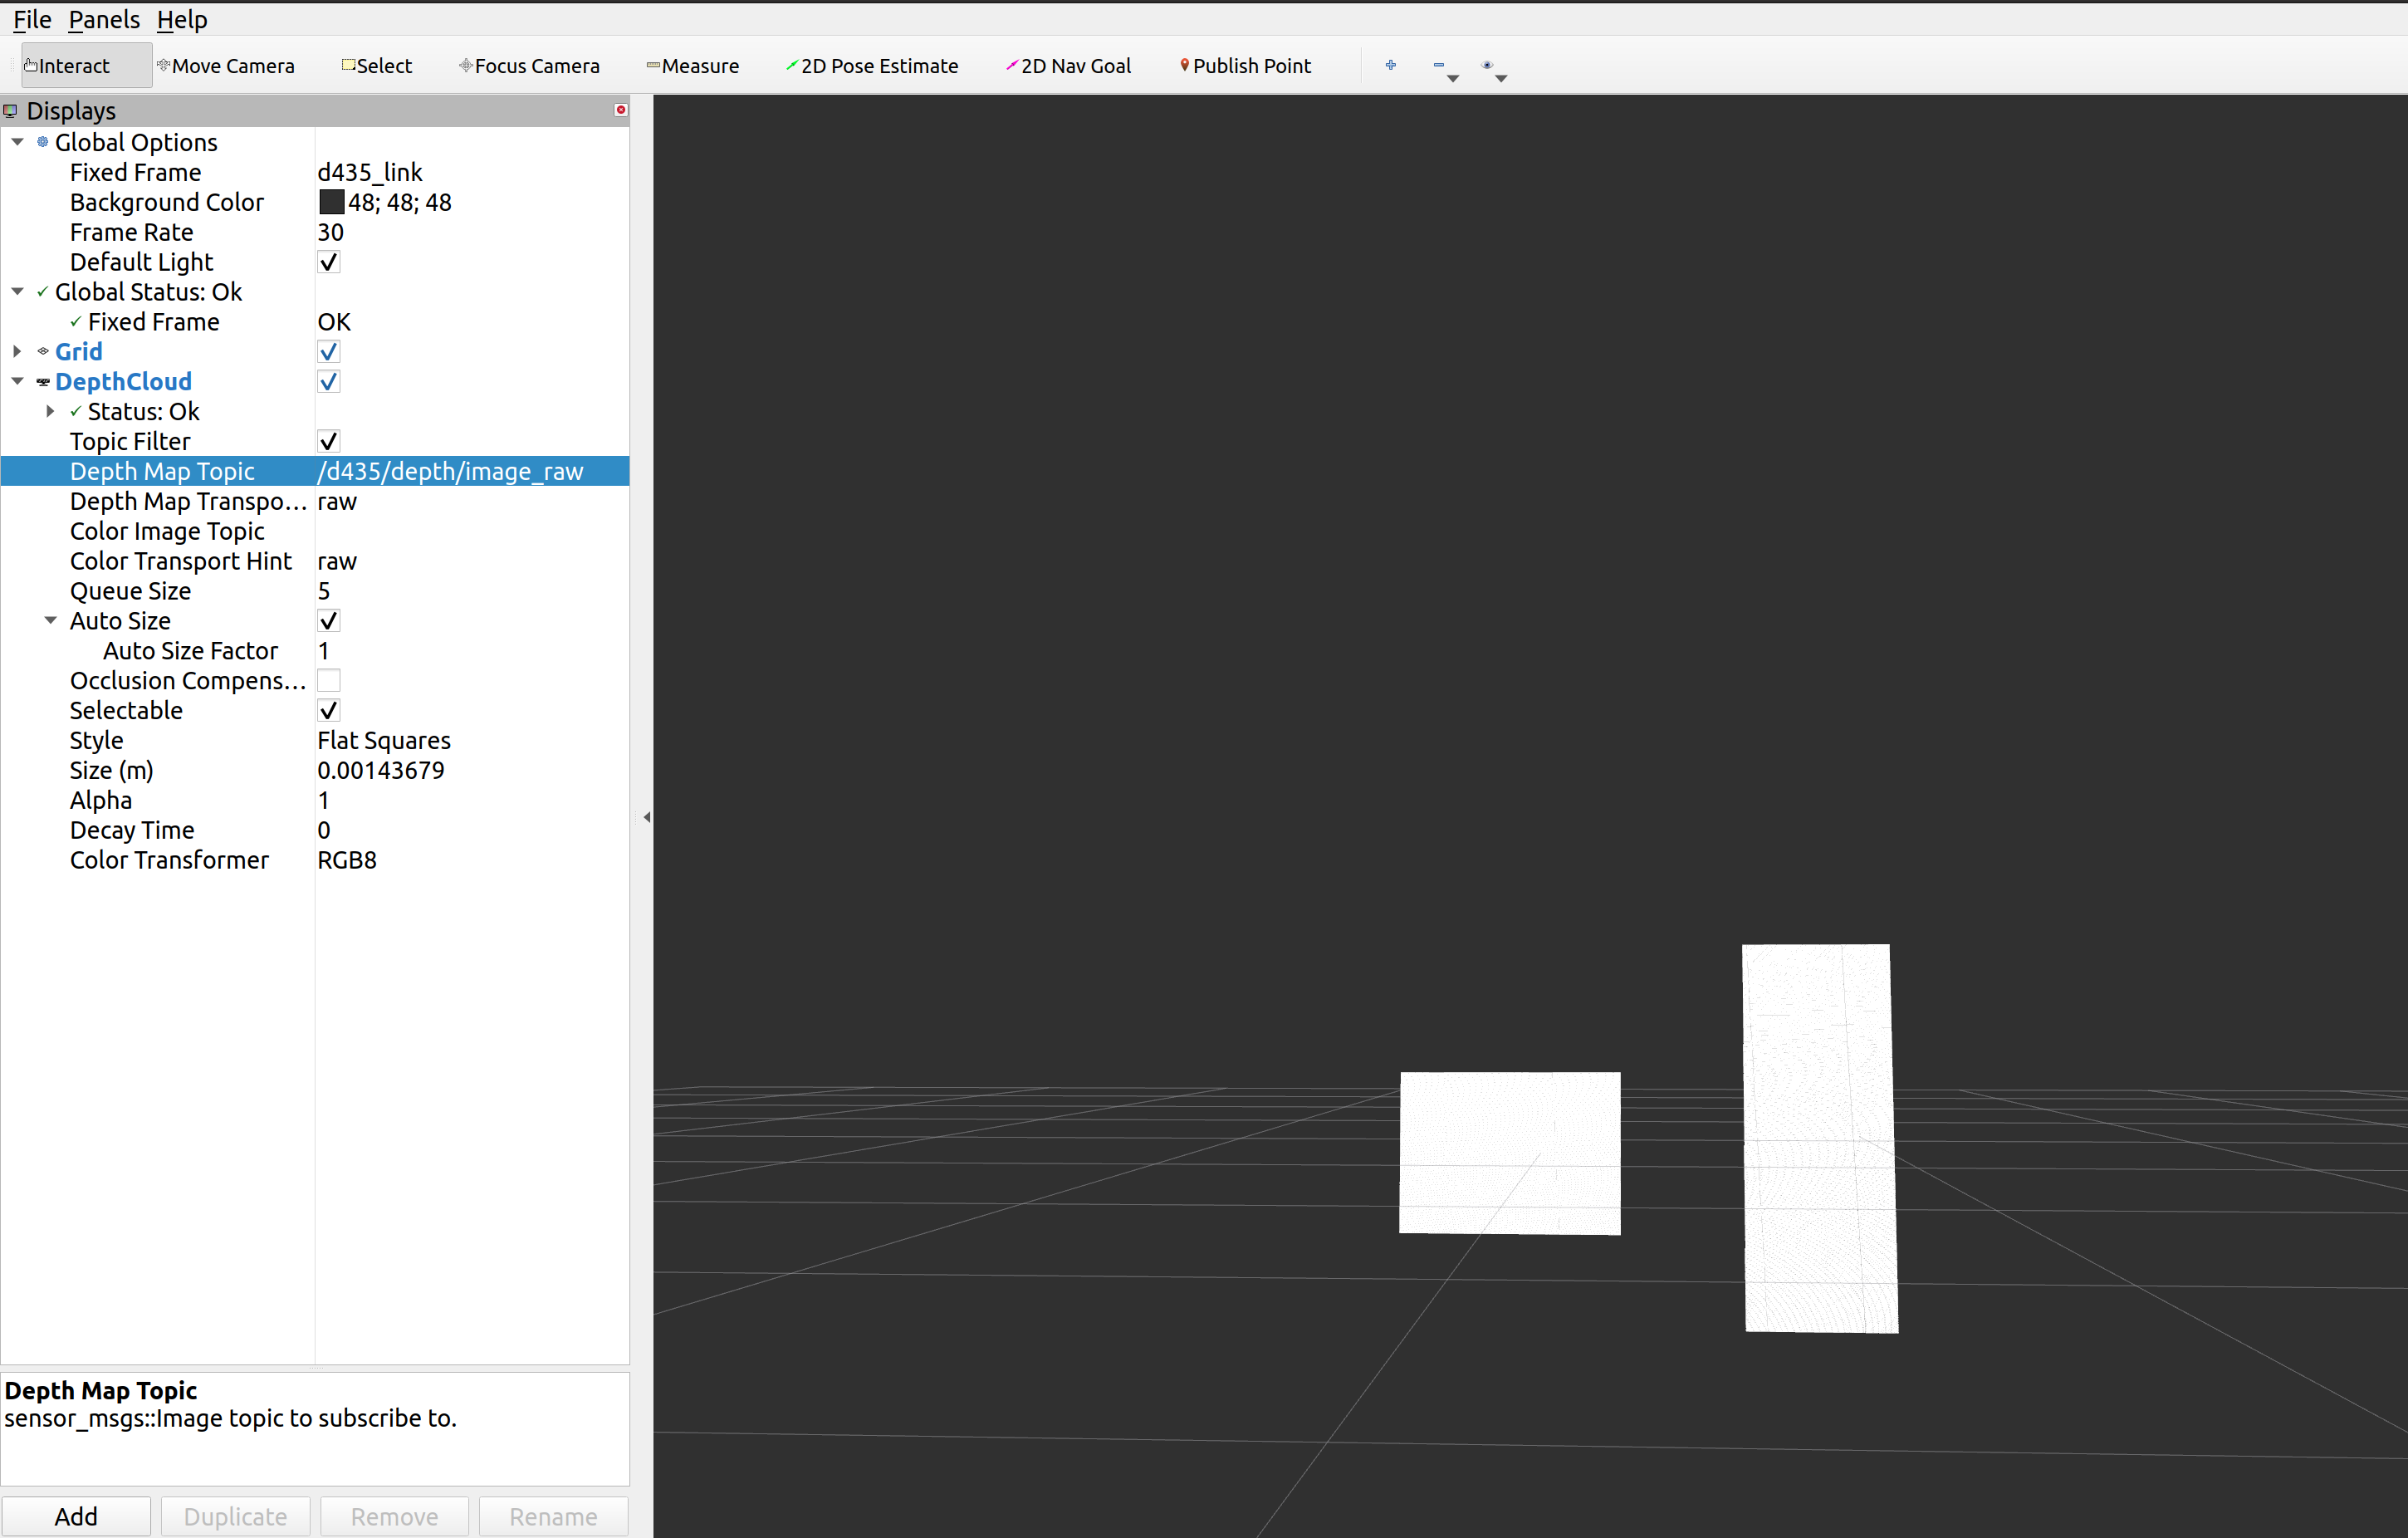 File Panels Help
Interact Move Camera Select Focus Camera Measure 2D Pose Estimate 2D Nav Goal Publish Point
Displays
Global Options
Fixed Frame d435_link
Background Color 48; 48; 48
Frame Rate 30
Default Light
Global Status: Ok
Fixed Frame OK
Grid
DepthCloud
Status: Ok
Topic Filter
Depth Map Topic /d435/depth/image_raw
Depth Map Transpo... raw
Color Image Topic
Color Transport Hint raw
Queue Size 5
Auto Size
Auto Size Factor 1
Occlusion Compens...
Selectable
Style Flat Squares
Size (m) 0.00143679
Alpha 1
Decay Time 0
Color Transformer RGB8
Depth Map Topic
sensor_msgs::Image topic to subscribe to.
Add Duplicate Remove Rename